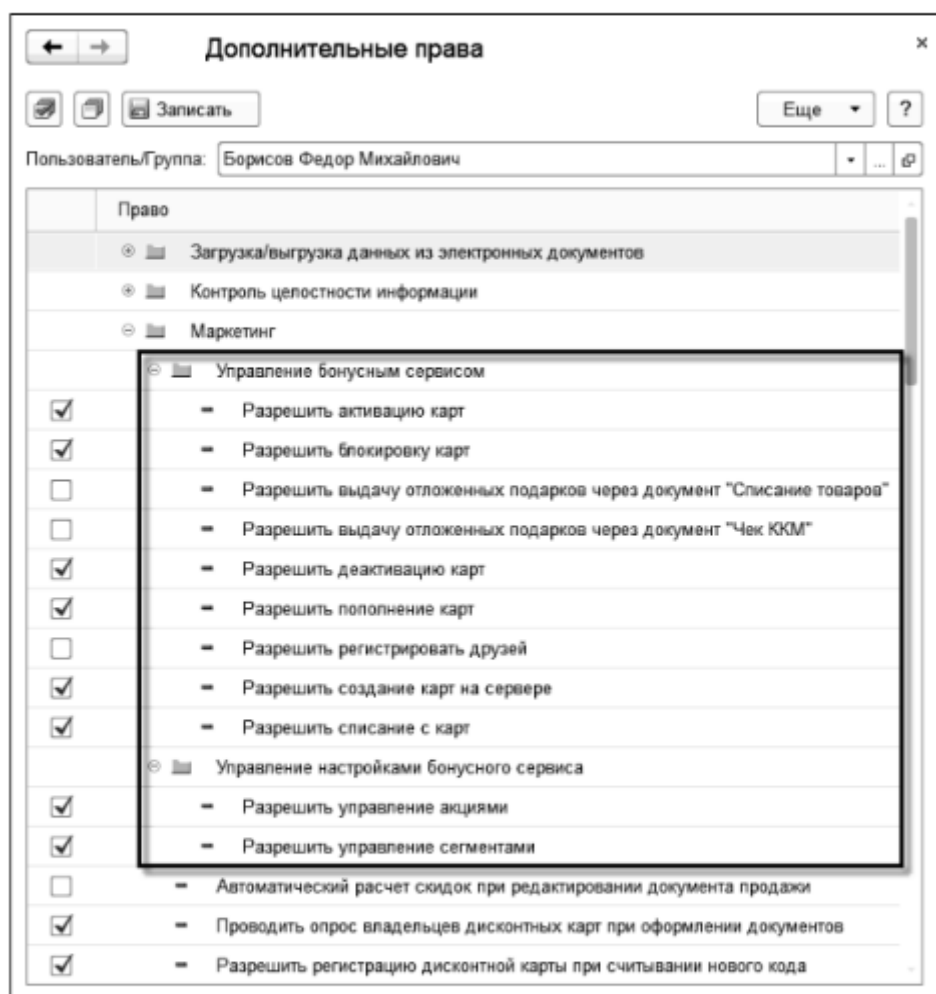 Дополнительные права
Записать
Еще
?
Пользователь/Группа: Борисов Федор Михайлович
Право
Загрузка/выгрузка данных из электронных документов
Контроль целостности информации
Маркетинг
Управление бонусным сервисом
Разрешить активацию карт
Разрешить блокировку карт
Разрешить выдачу отложенных подарков через документ "Списание товаров"
Разрешить выдачу отложенных подарков через документ "Чек ККМ"
Разрешить деактивацию карт
Разрешить пополнение карт
Разрешить регистрировать друзей
Разрешить создание карт на сервере
Разрешить списание с карт
Управление настройками бонусного сервиса
Разрешить управление акциями
Разрешить управление сегментами
Автоматический расчет скидок при редактировании документа продажи
Проводить опрос владельцев дисконтных карт при оформлении документов
Разрешить регистрацию дисконтной карты при считывании нового кода